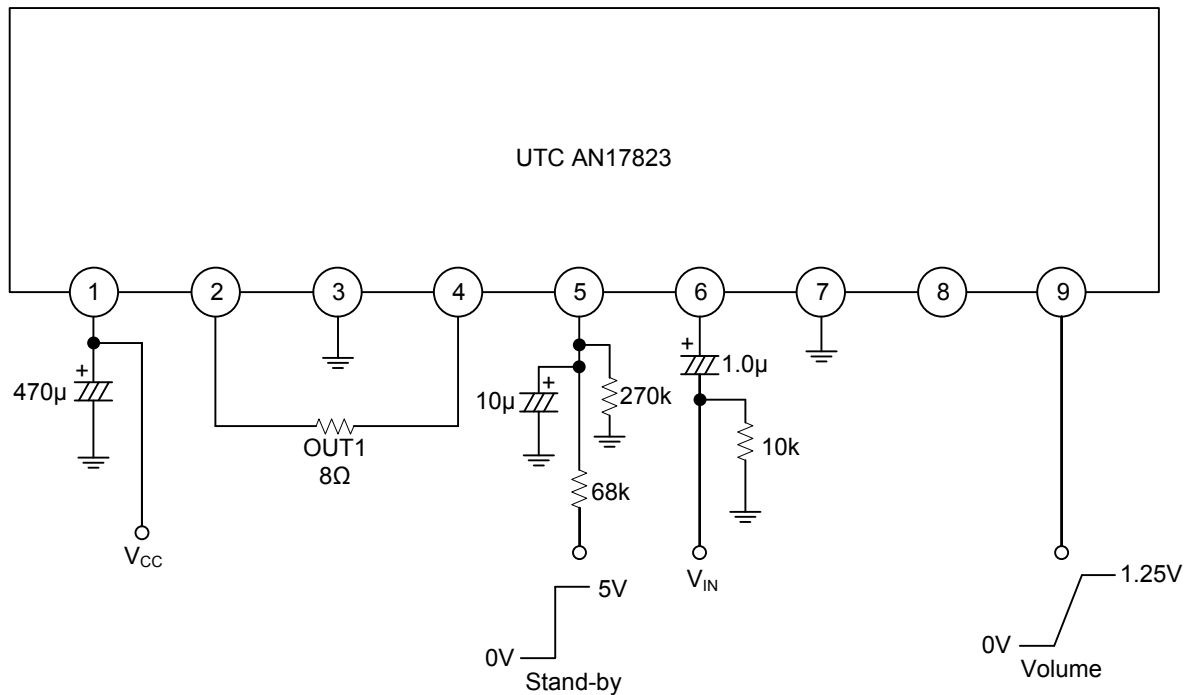 UTC AN17823
1
2
3
4
5
6
7
8
9
+
470µ
VCC
OUT1
8Ω
+
10µ
270k
68k
5V
0V
Stand-by
+
1.0µ
10k
VIN
1.25V
0V
Volume